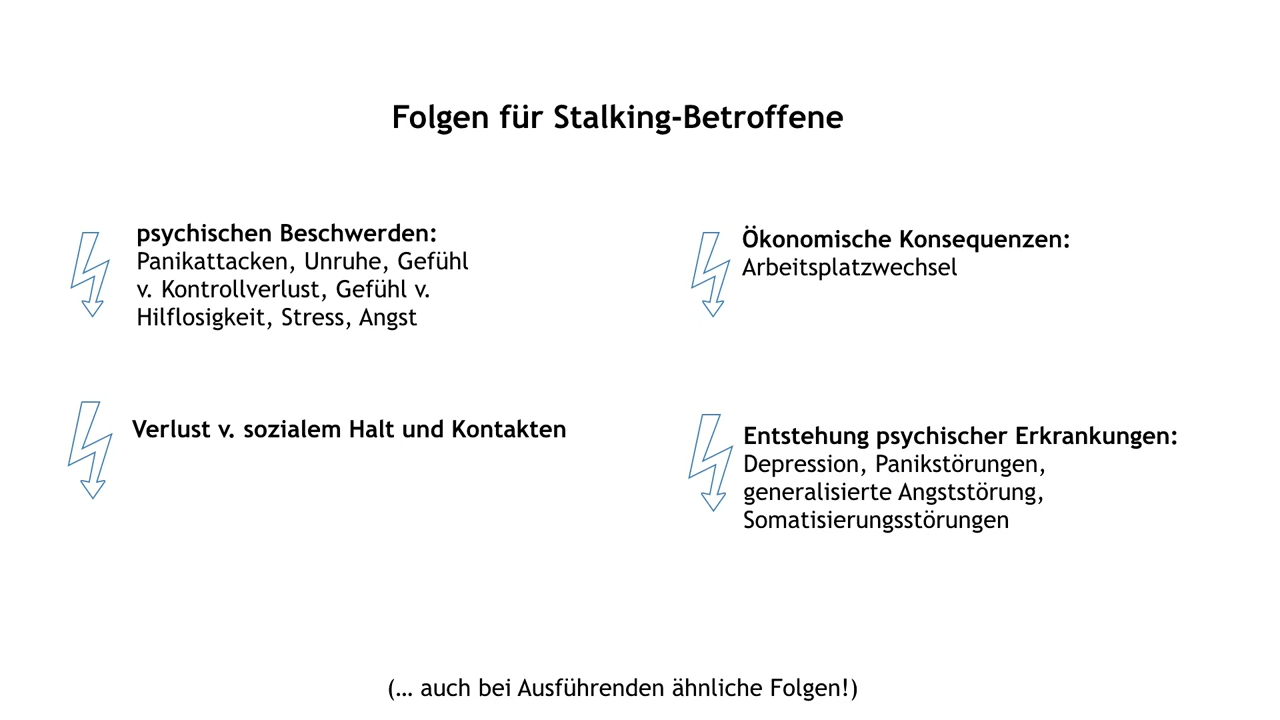 Folgen für Stalking-Betroffene
psychischen Beschwerden:
Panikattacken, Unruhe, Gefühl
v. Kontrollverlust, Gefühl v.
Hilflosigkeit, Stress, Angst
Ökonomische Konsequenzen:
Arbeitsplatzwechsel
Verlust v. sozialem Halt und Kontakten
Entstehung psychischer Erkrankungen:
Depression, Panikstörungen,
generalisierte Angststörung,
Somatisierungsstörungen
(… auch bei Ausführenden ähnliche Folgen!)